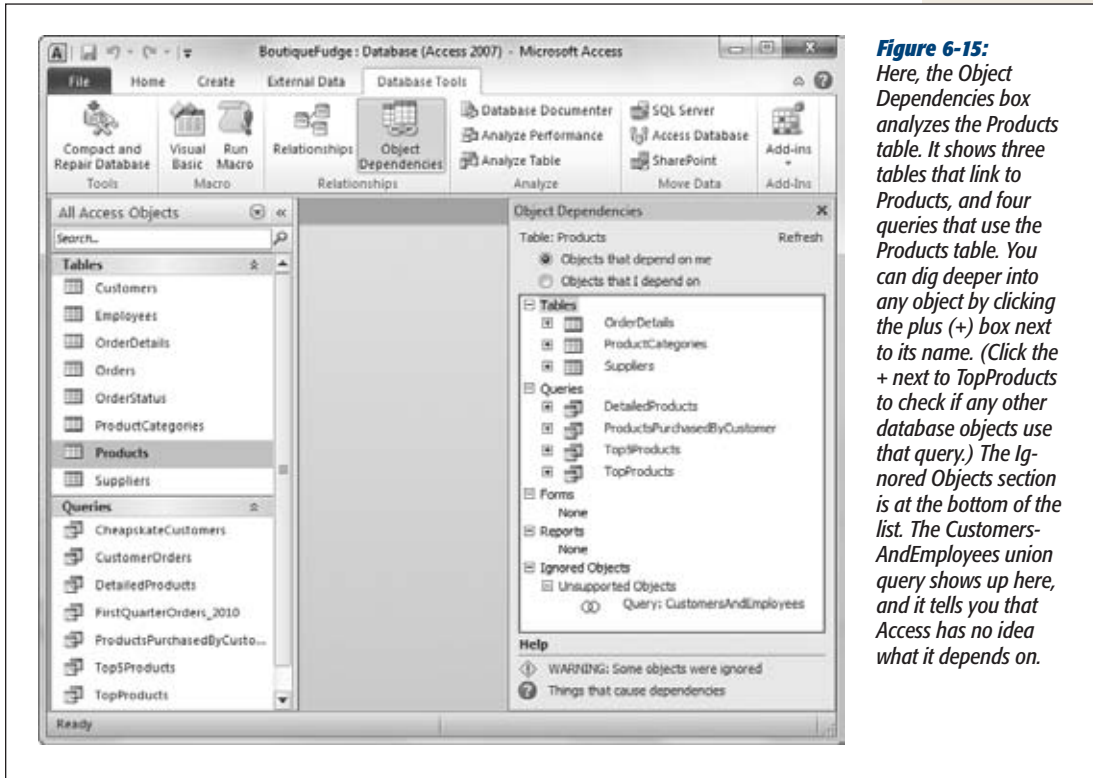 BoutiqueFudge : Database (Access 2007) - Microsoft Access
File Home Create External Data Database Tools
Compact and Repair Database
Tools
Visual Basic
Run Macro
Macro
Relationships
Object Dependencies
Relationships
Database Documenter
Analyze Performance
Analyze Table
Analyze
SQL Server
Access Database
SharePoint
Move Data
Add-ins
Add-Ins
All Access Objects
Search...
Tables
Customers
Employees
OrderDetails
Orders
OrderStatus
ProductCategories
Products
Suppliers
Queries
CheapskateCustomers
CustomerOrders
DetailedProducts
FirstQuarterOrders_2010
ProductsPurchasedByCusto...
Top5Products
TopProducts
Ready
Object Dependencies
Table: Products Refresh
Objects that depend on me
Objects that I depend on
Tables
OrderDetails
ProductCategories
Suppliers
Queries
DetailedProducts
ProductsPurchasedByCustomer
Top5Products
TopProducts
Forms
None
Reports
None
Ignored Objects
Unsupported Objects
Query: CustomersAndEmployees
Help
WARNING: Some objects were ignored
Things that cause dependencies
Figure 6-15:
Here, the Object
Dependencies box
analyzes the Products
table. It shows three
tables that link to
Products, and four
queries that use the
Products table. You
can dig deeper into
any object by clicking
the plus (+) box next
to its name. (Click the
+ next to TopProducts
to check if any other
database objects use
that query.) The Ig-
nored Objects section
is at the bottom of the
list. The Customers-
AndEmployees union
query shows up here,
and it tells you that
Access has no idea
what it depends on.